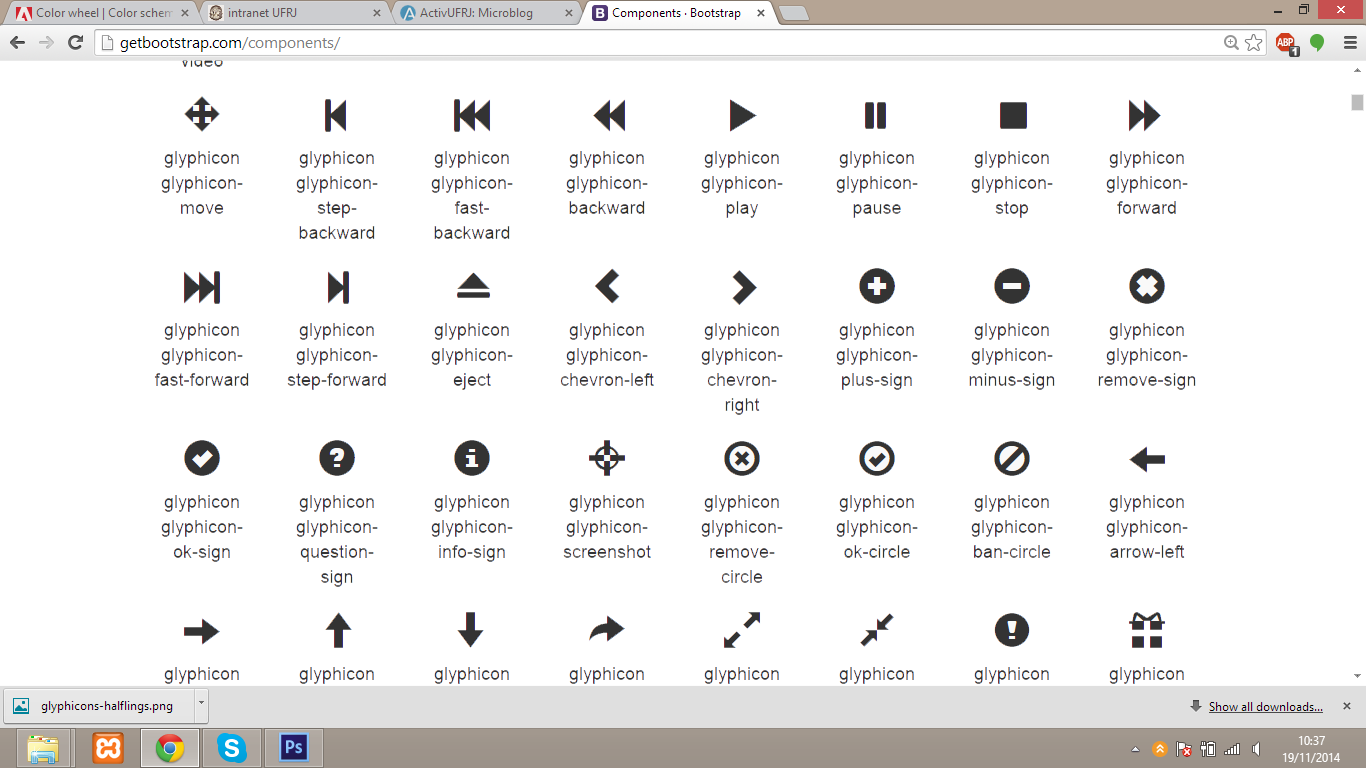 Color wheel | Color schem
intranet UFRJ
ActivUFRJ: Microblog
Components · Bootstrap
getbootstrap.com/components/
ABP
1
video
glyphicon glyphicon glyphicon glyphicon glyphicon glyphicon glyphicon glyphicon
glyphicon- glyphicon- glyphicon- glyphicon- glyphicon- glyphicon- glyphicon- glyphicon-
move step- fast- backward play pause stop forward
backward backward
glyphicon glyphicon glyphicon glyphicon glyphicon glyphicon glyphicon glyphicon
glyphicon- glyphicon- glyphicon- glyphicon- glyphicon- glyphicon- glyphicon- glyphicon-
fast-forward step-forward eject chevron-left chevron- plus-sign minus-sign remove-sign
right
glyphicon glyphicon glyphicon glyphicon glyphicon glyphicon glyphicon glyphicon
glyphicon- glyphicon- glyphicon- glyphicon- glyphicon- glyphicon- glyphicon- glyphicon-
ok-sign question- info-sign screenshot remove- ok-circle ban-circle arrow-left
sign circle
glyphicon glyphicon glyphicon glyphicon glyphicon glyphicon glyphicon glyphicon
glyphicons-halflings.png
Show all downloads...
Ps
10:37
19/11/2014